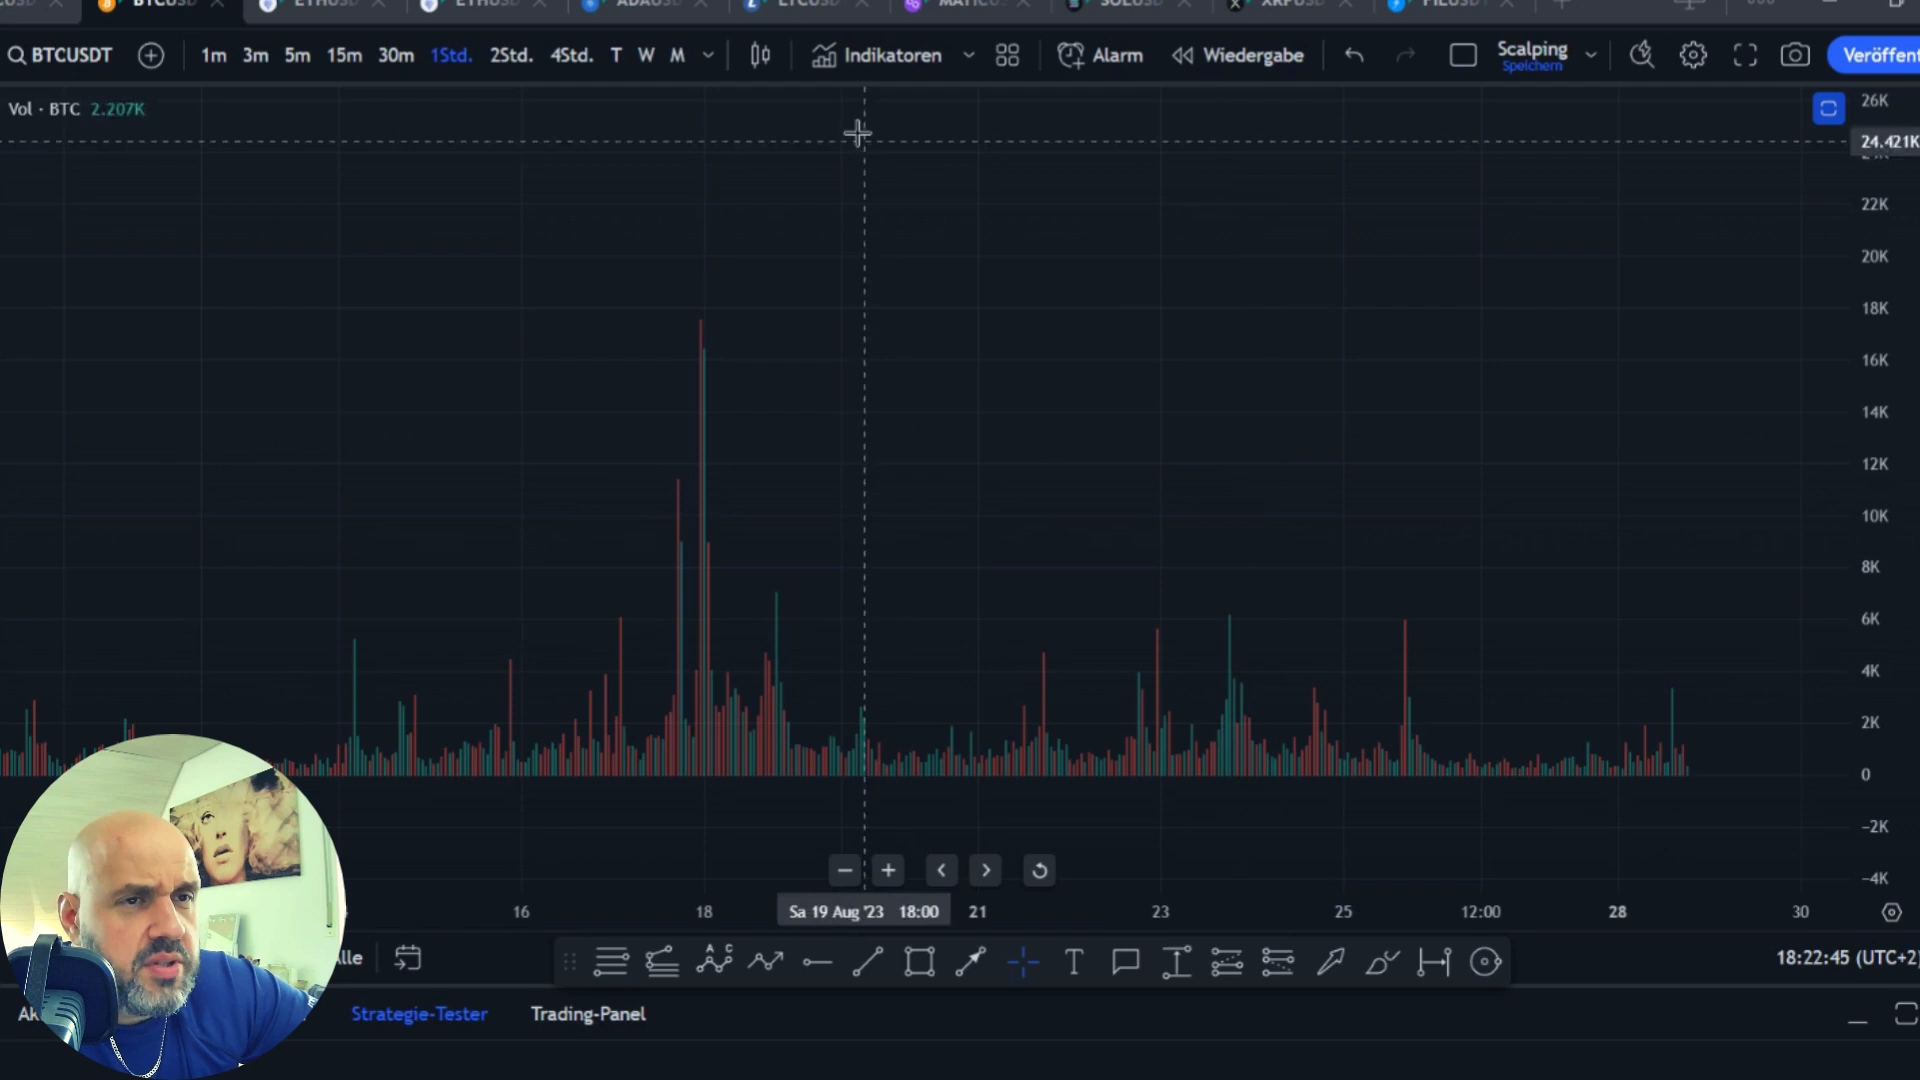 BTCUSDT
1m 3m 5m 15m 30m 1Std. 2Std. 4Std. T W M
Indikatoren
Alarm
Wiedergabe
Scalping
Speichern
Veröffent
Vol · BTC 2.207K
26K
24.421K
22K
20K
18K
16K
14K
12K
10K
8K
6K
4K
2K
0
−2K
−4K
16
18
Sa 19 Aug '23 18:00
21
23
25
12:00
28
30
lle
A C
T
18:22:45 (UTC+2)
Ak
Strategie-Tester
Trading-Panel